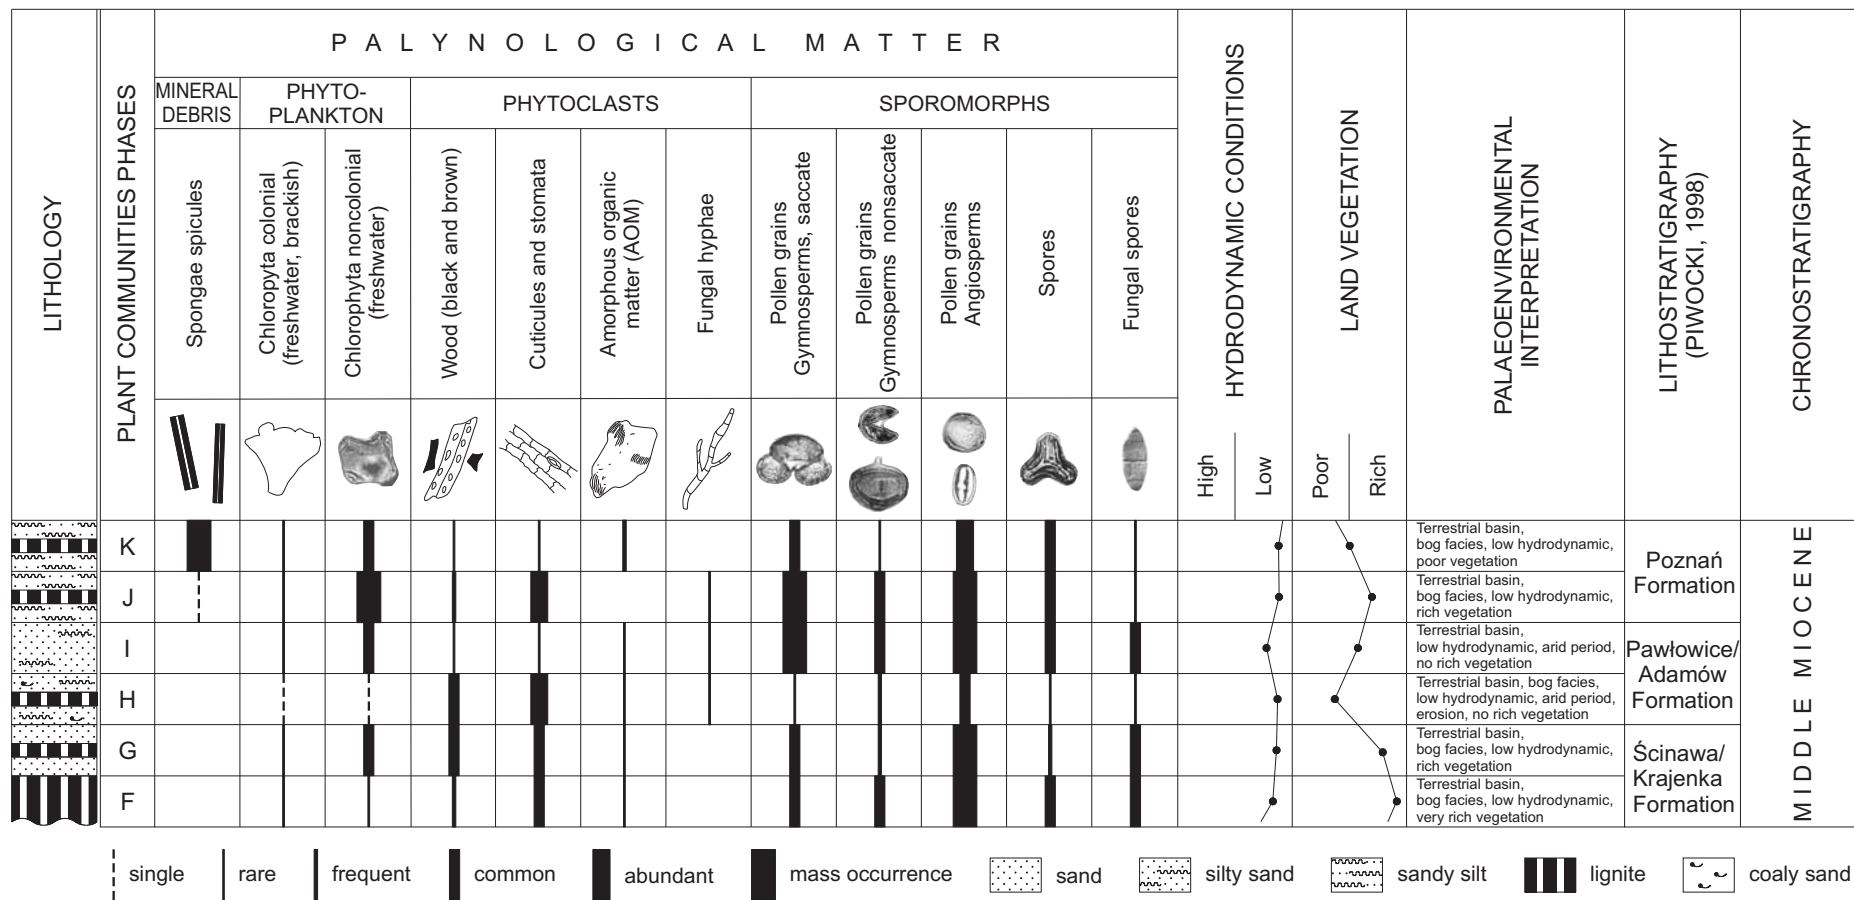 PALYNOLOGICAL MATTER
MINERAL
DEBRIS
PHYTO-
PLANKTON
PHYTOCLASTS
SPOROMORPHS
LITHOLOGY
PLANT COMMUNITIES PHASES
Spongae spicules
Chloropyta colonial
(freshwater, brackish)
Chlorophyta noncolonial
(freshwater)
Wood (black and brown)
Cuticules and stomata
Amorphous organic
matter (AOM)
Fungal hyphae
Pollen grains
Gymnosperms, saccate
Pollen grains
Gymnosperms nonsaccate
Pollen grains
Angiosperms
Spores
Fungal spores
HYDRODYNAMIC CONDITIONS
High
Low
LAND VEGETATION
Poor
Rich
PALAEOENVIRONMENTAL
INTERPRETATION
LITHOSTRATIGRAPHY
(PIWOCKI, 1998)
CHRONOSTRATIGRAPHY
K
Terrestrial basin,
bog facies, low hydrodynamic,
poor vegetation
J
Terrestrial basin,
bog facies, low hydrodynamic,
rich vegetation
I
Terrestrial basin,
low hydrodynamic, arid period,
no rich vegetation
H
Terrestrial basin, bog facies,
low hydrodynamic, arid period,
erosion, no rich vegetation
G
Terrestrial basin,
bog facies, low hydrodynamic,
rich vegetation
F
Terrestrial basin,
bog facies, low hydrodynamic,
very rich vegetation
Poznań
Formation
Pawłowice/
Adamów
Formation
Ścinawa/
Krajenka
Formation
MIDDLE MIOCENE
single
rare
frequent
common
abundant
mass occurrence
sand
silty sand
sandy silt
lignite
coaly sand